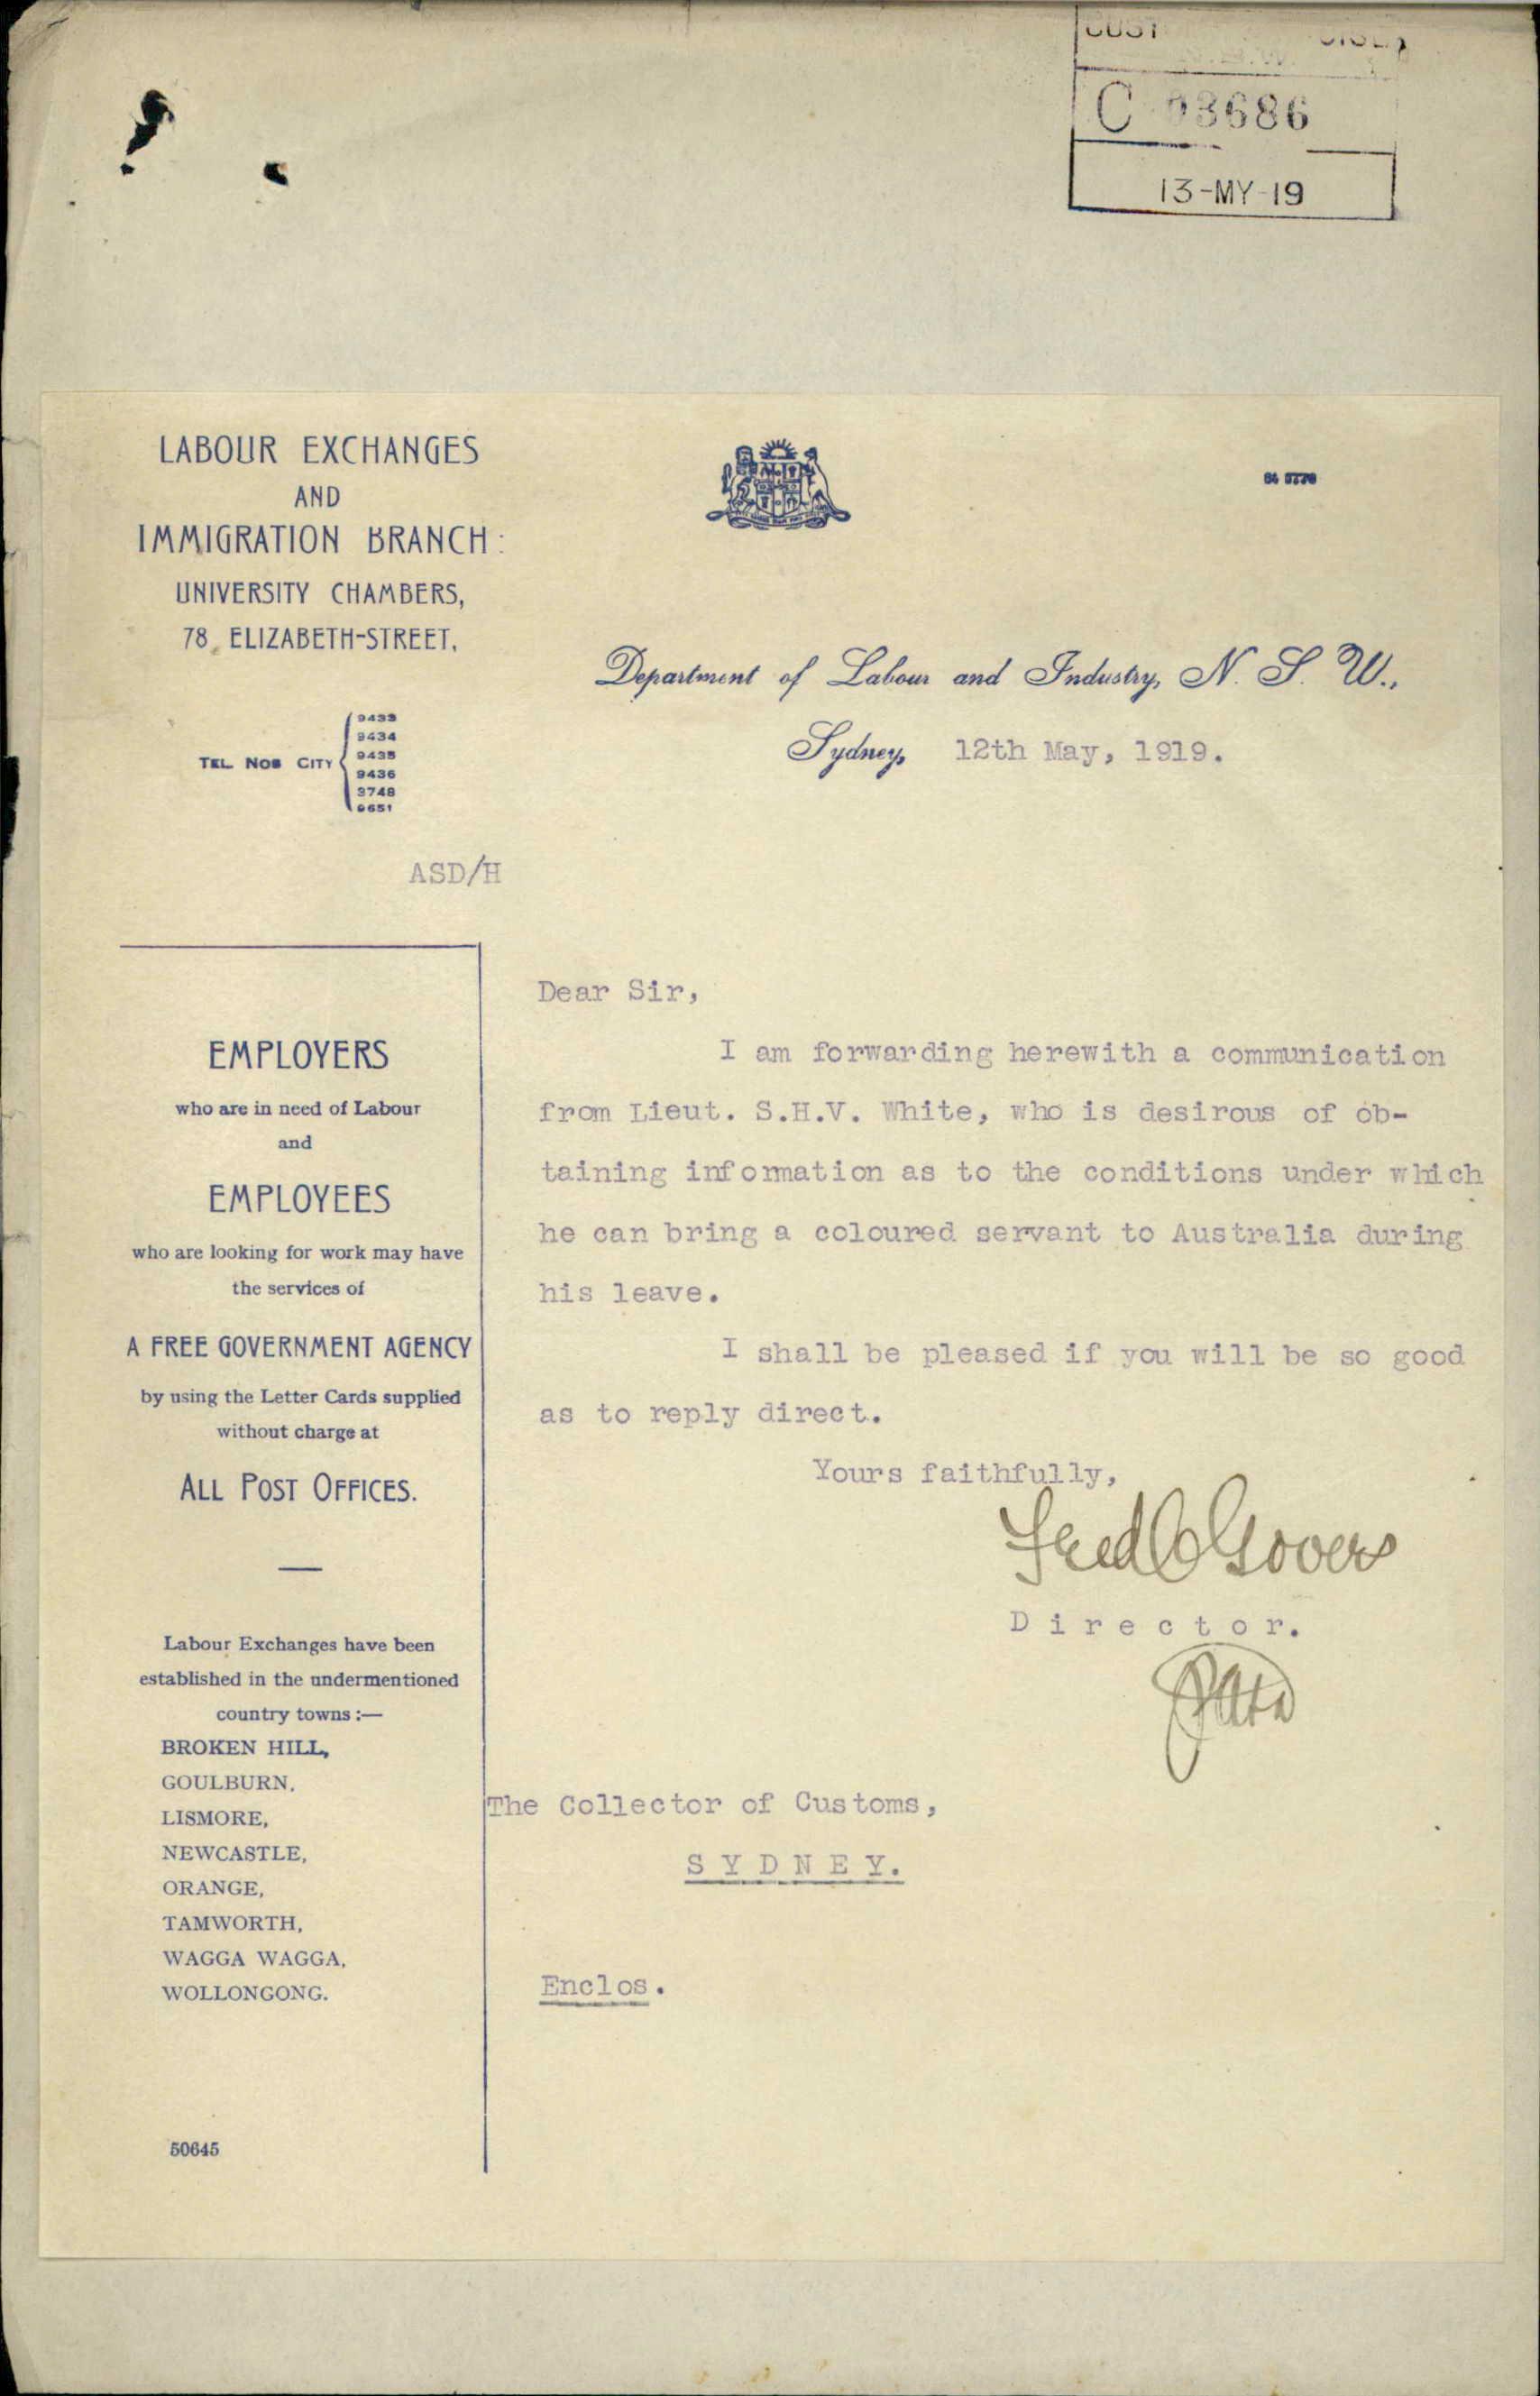 C 03686
13-MY-19
LABOUR EXCHANGES
AND
IMMIGRATION BRANCH:
UNIVERSITY CHAMBERS,
78, ELIZABETH-STREET,
TEL NOS CITY
9433
9434
9435
9436
3748
9651
Department of Labour and Industry, N. S. W.,
Sydney, 12th May, 1919.
ASD/H
EMPLOYERS
who are in need of Labour
and
EMPLOYEES
who are looking for work may have
the services of
A FREE GOVERNMENT AGENCY
by using the Letter Cards supplied
without charge at
ALL POST OFFICES.
Labour Exchanges have been
established in the undermentioned
country towns :—
BROKEN HILL,
GOULBURN,
LISMORE,
NEWCASTLE,
ORANGE,
TAMWORTH,
WAGGA WAGGA,
WOLLONGONG.
50645
Dear Sir,
I am forwarding herewith a communication
from Lieut. S.H.V. White, who is desirous of ob-
taining information as to the conditions under which
he can bring a coloured servant to Australia during
his leave.
I shall be pleased if you will be so good
as to reply direct.
Yours faithfully,
Fred C Govers
Director.
The Collector of Customs,
SYDNEY.
Enclos.